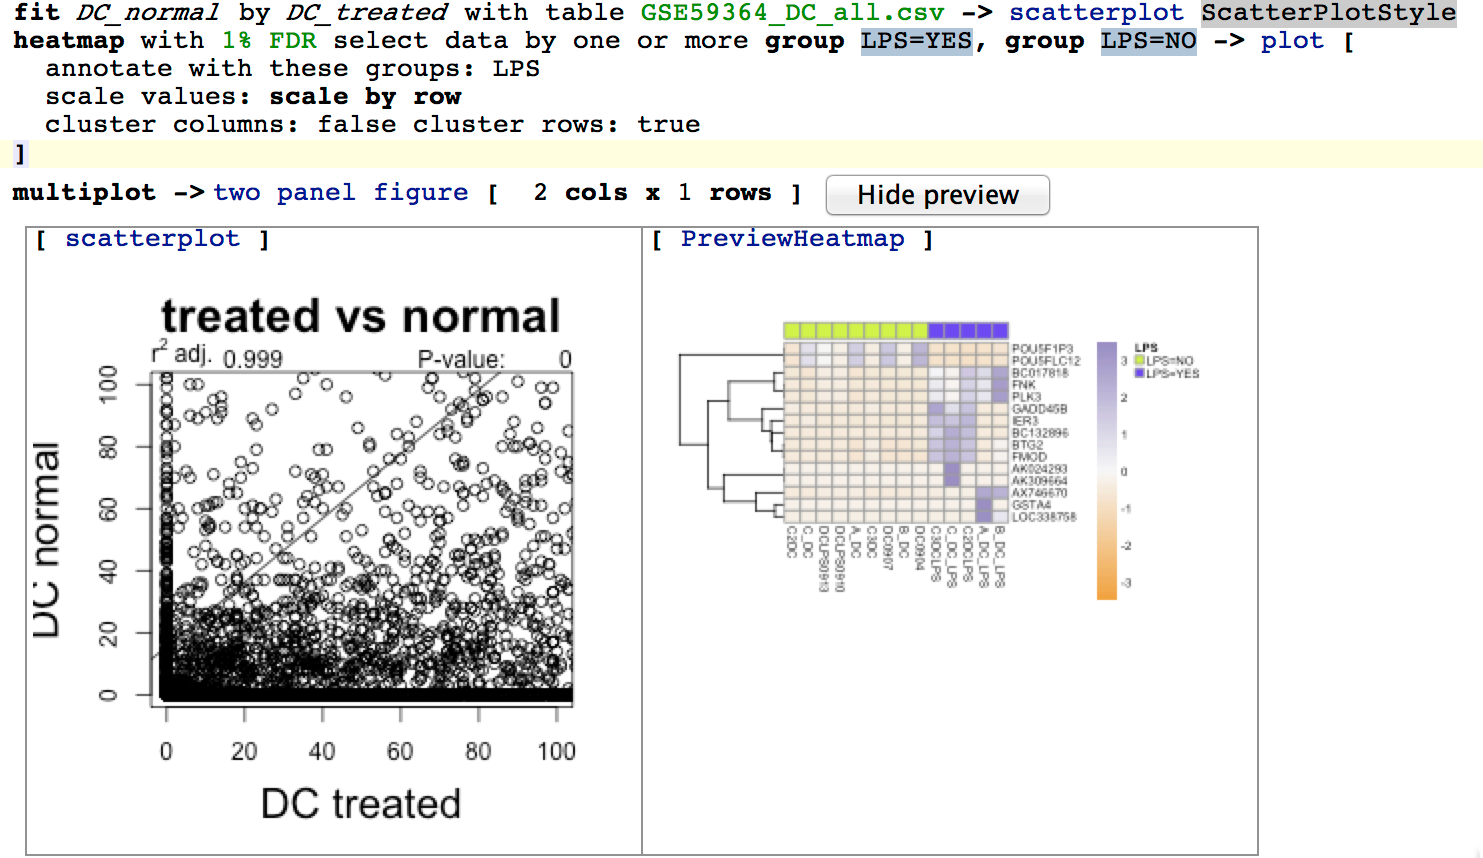 fit DC_normal by DC_treated with table GSE59364_DC_all.csv -> scatterplot ScatterPlotStyle
heatmap with 1% FDR select data by one or more group LPS=YES, group LPS=NO -> plot [
annotate with these groups: LPS
scale values: scale by row
cluster columns: false cluster rows: true
]
multiplot -> two panel figure [ 2 cols x 1 rows ] Hide preview
[ scatterplot ]
treated vs normal
r² adj. 0.999 P-value: 0
100
80
60
40
20
0
DC normal
0 20 40 60 80 100
DC treated
[ PreviewHeatmap ]
POU5F1P3
POU5FLC12
BC017818
FNK
PLK3
GADD45B
IER3
BC132896
BTG2
FMOD
AK024293
AK309664
AX746670
GSTA4
LOC338758
C2DC
C_DC
DCLPS0913
DCLPS0910
A_DC
C3DC
DC0907
B_DC
DC0904
C3DCLPS
C_DC_LPS
C2DCLPS
A_DC_LPS
B_DC_LPS
3
2
1
0
-1
-2
-3
LPS
LPS=NO
LPS=YES